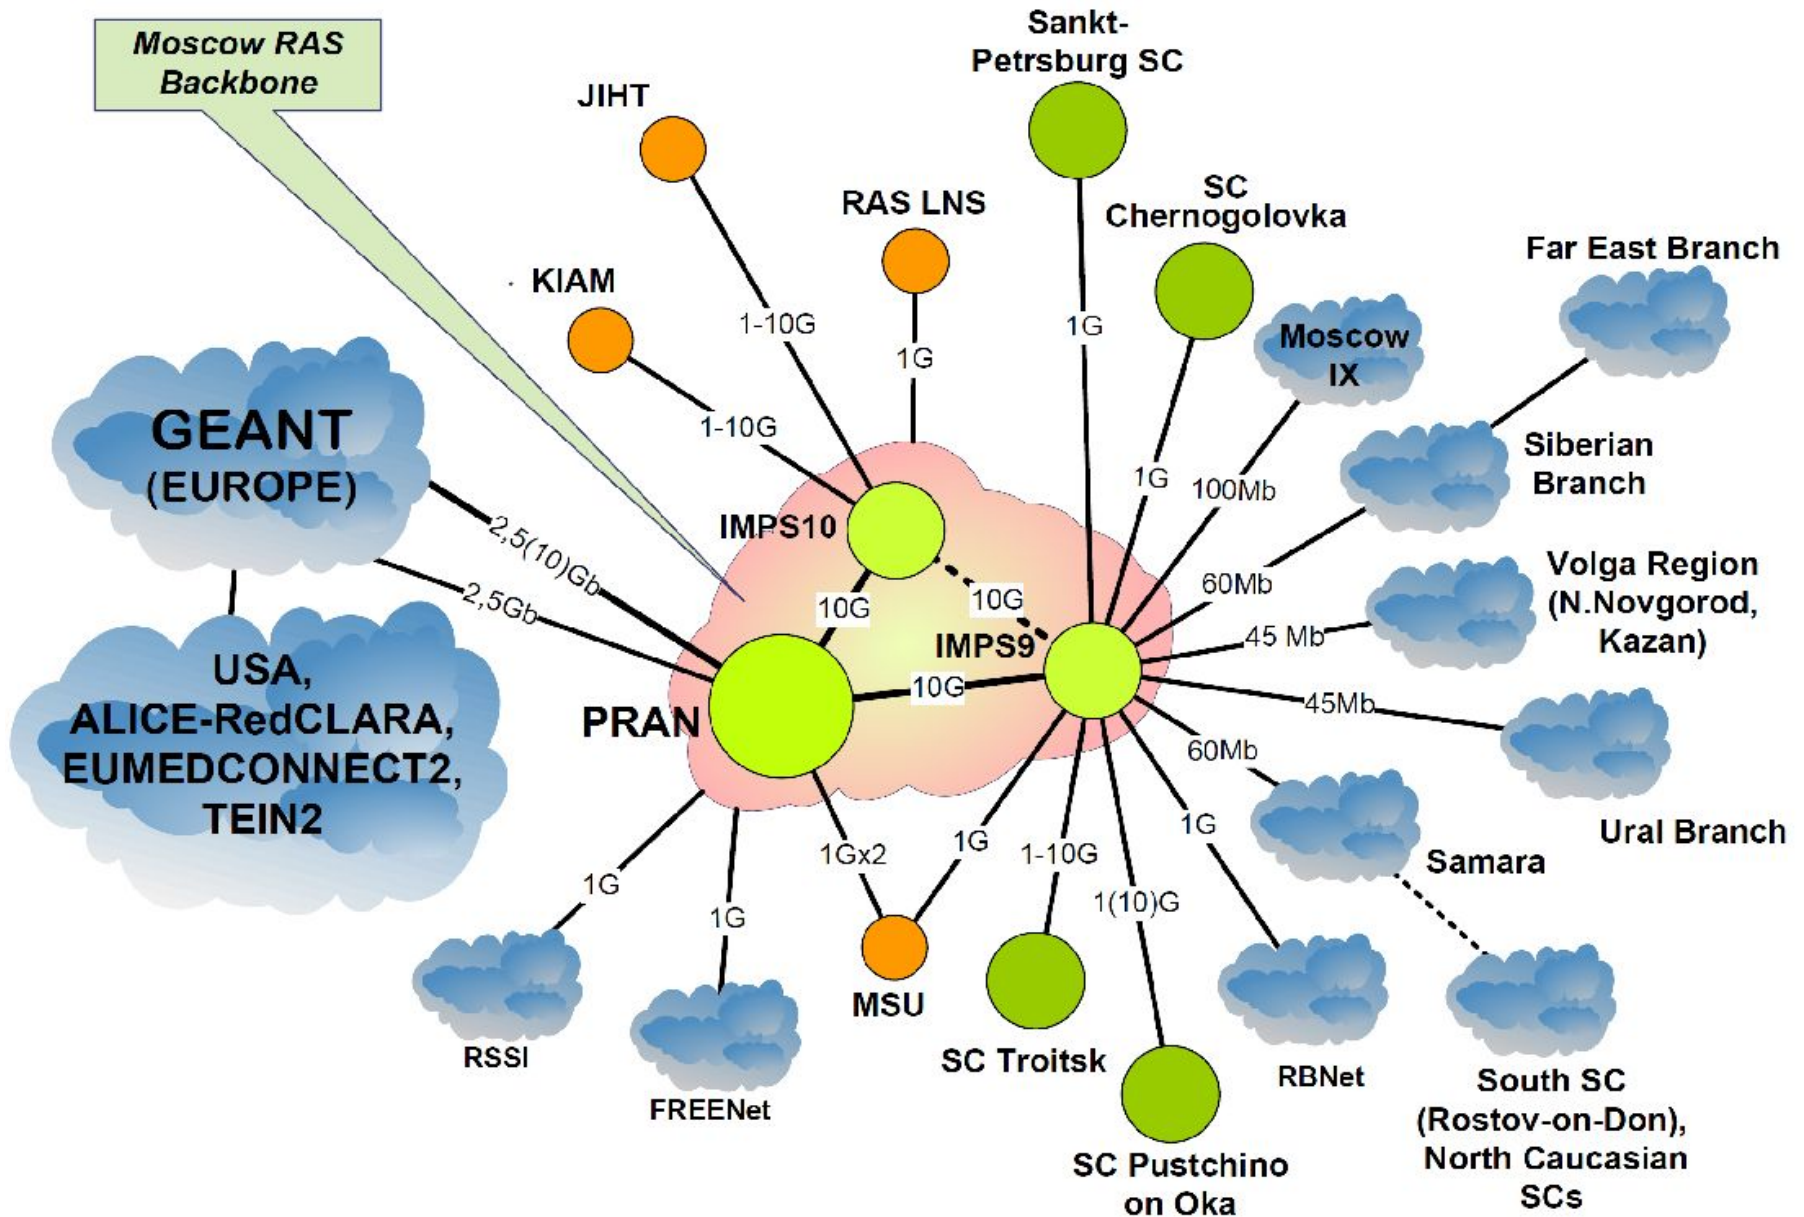 Moscow RAS
Backbone
Sankt-
Petrsburg SC
JIHT
RAS LNS
SC
Chernogolovka
Far East Branch
KIAM
1-10G
1G
1G
Moscow
IX
GEANT
(EUROPE)
1-10G
1G
100Mb
Siberian
Branch
IMPS10
2,5(10)Gb
2,5Gb
10G
10G
60Mb
Volga Region
(N.Novgorod,
Kazan)
IMPS9
45 Mb
USA,
ALICE-RedCLARA,
EUMEDCONNECT2,
TEIN2
PRAN
10G
45Mb
60Mb
Ural Branch
1G
1Gx2
1G
1-10G
1(10)G
1G
Samara
1G
RSSI
FREENet
MSU
SC Troitsk
SC Pustchino
on Oka
RBNet
South SC
(Rostov-on-Don),
North Caucasian
SCs